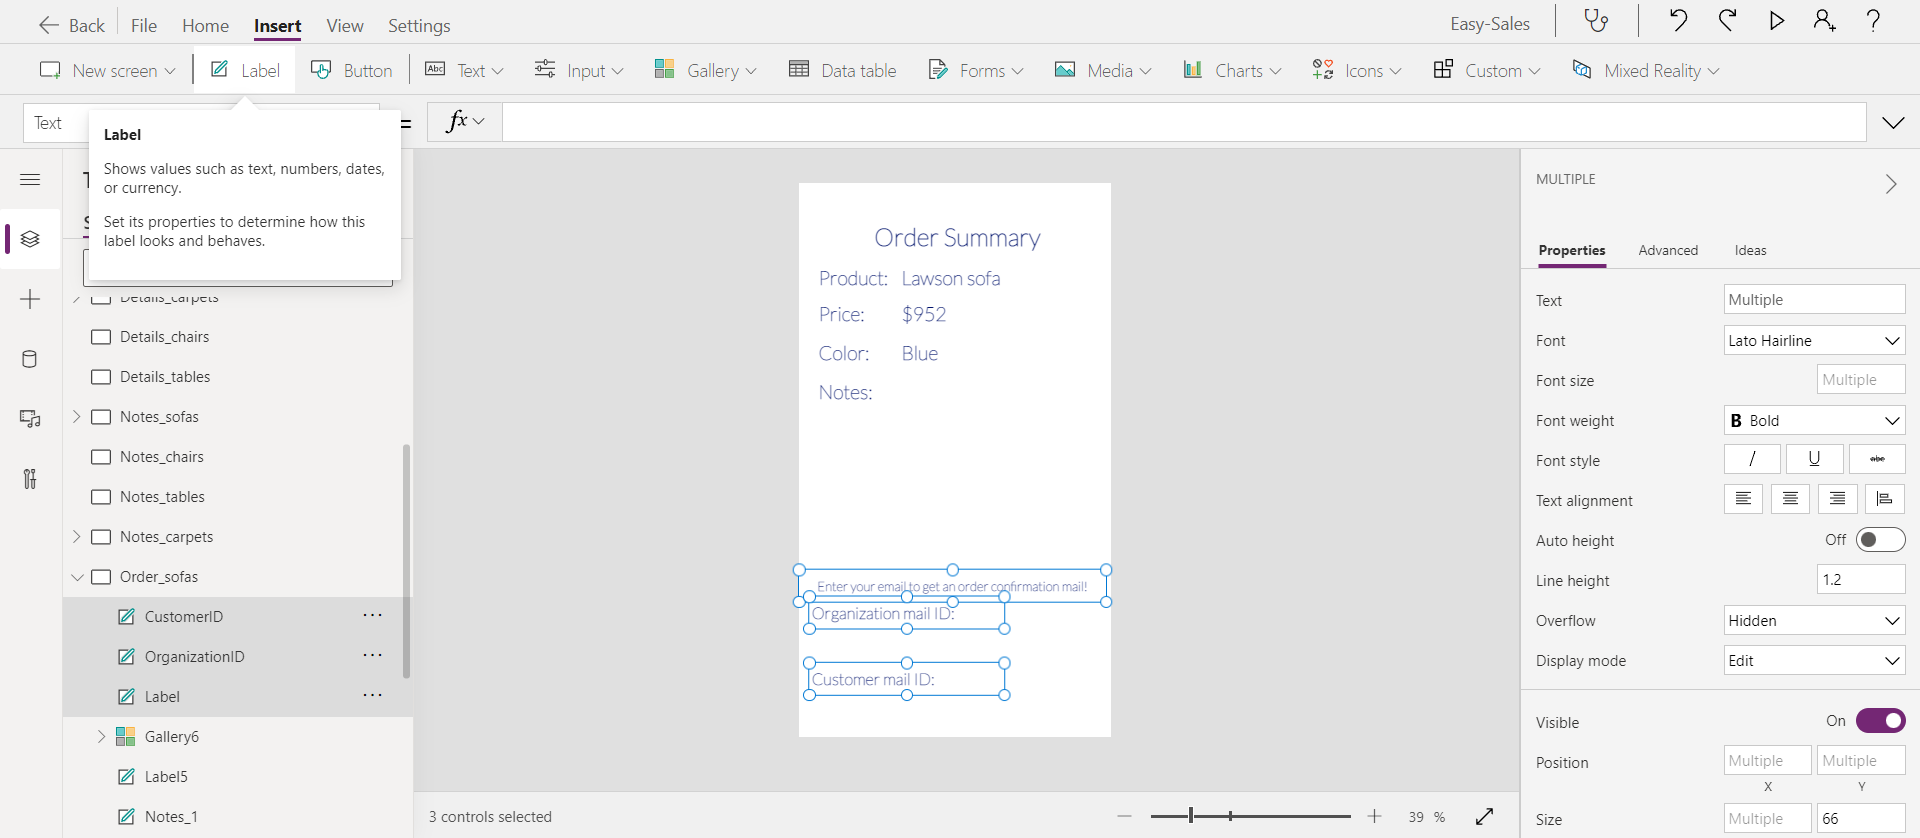 Back File Home Insert View Settings Easy-Sales
New screen Label Button Abc Text Input Gallery Data table Forms Media Charts Icons Custom Mixed Reality
Text = fx
Label
Shows values such as text, numbers, dates,
or currency.
Set its properties to determine how this
label looks and behaves.
Details_carpets
Details_chairs
Details_tables
Notes_sofas
Notes_chairs
Notes_tables
Notes_carpets
Order_sofas
CustomerID ...
OrganizationID ...
Label ...
Gallery6
Label5
Notes_1
Order Summary
Product: Lawson sofa
Price: $952
Color: Blue
Notes:
Enter your email to get an order confirmation mail!
Organization mail ID:
Customer mail ID:
3 controls selected
39 %
MULTIPLE
Properties Advanced Ideas
Text Multiple
Font Lato Hairline
Font size Multiple
Font weight B Bold
Font style / U abc
Text alignment
Auto height Off
Line height 1.2
Overflow Hidden
Display mode Edit
Visible On
Position Multiple Multiple
X Y
Size Multiple 66